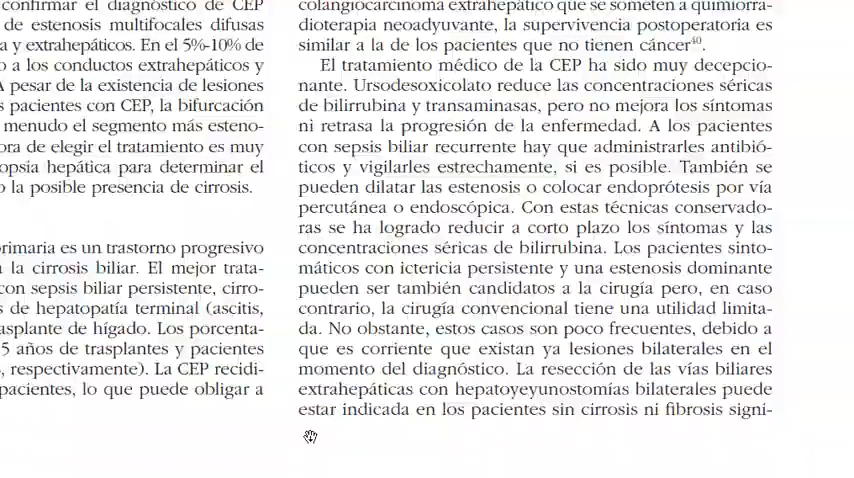 confirmar el diagnóstico de CEP
de estenosis multifocales difusas
a y extrahepáticos. En el 5%-10% de
o a los conductos extrahepáticos y
A pesar de la existencia de lesiones
s pacientes con CEP, la bifurcación
menudo el segmento más esteno-
ora de elegir el tratamiento es muy
opsia hepática para determinar el
o la posible presencia de cirrosis.
primaria es un trastorno progresivo
a la cirrosis biliar. El mejor trata-
con sepsis biliar persistente, cirro-
s de hepatopatía terminal (ascitis,
asplante de hígado. Los porcenta-
5 años de trasplantes y pacientes
, respectivamente). La CEP recidi-
pacientes, lo que puede obligar a
colangiocarcinoma extrahepático que se someten a quimiorra-
dioterapia neoadyuvante, la supervivencia postoperatoria es
similar a la de los pacientes que no tienen cáncer40.
El tratamiento médico de la CEP ha sido muy decepcio-
nante. Ursodesoxicolato reduce las concentraciones séricas
de bilirrubina y transaminasas, pero no mejora los síntomas
ni retrasa la progresión de la enfermedad. A los pacientes
con sepsis biliar recurrente hay que administrarles antibió-
ticos y vigilarles estrechamente, si es posible. También se
pueden dilatar las estenosis o colocar endoprótesis por vía
percutánea o endoscópica. Con estas técnicas conservado-
ras se ha logrado reducir a corto plazo los síntomas y las
concentraciones séricas de bilirrubina. Los pacientes sinto-
máticos con ictericia persistente y una estenosis dominante
pueden ser también candidatos a la cirugía pero, en caso
contrario, la cirugía convencional tiene una utilidad limita-
da. No obstante, estos casos son poco frecuentes, debido a
que es corriente que existan ya lesiones bilaterales en el
momento del diagnóstico. La resección de las vías biliares
extrahepáticas con hepatoyeyunostomías bilaterales puede
estar indicada en los pacientes sin cirrosis ni fibrosis signi-